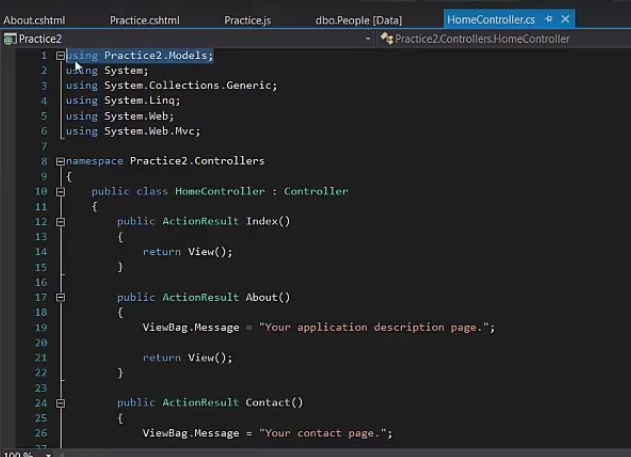 About.cshtml Practice.cshtml Practice.js dbo.People [Data] HomeController.cs
Practice2 Practice2.Controllers.HomeController
1 using Practice2.Models;
2 using System;
3 using System.Collections.Generic;
4 using System.Linq;
5 using System.Web;
6 using System.Web.Mvc;
7
8 namespace Practice2.Controllers
9 {
10 public class HomeController : Controller
11 {
12 public ActionResult Index()
13 {
14 return View();
15 }
16
17 public ActionResult About()
18 {
19 ViewBag.Message = "Your application description page.";
20
21 return View();
22 }
23
24 public ActionResult Contact()
25 {
26 ViewBag.Message = "Your contact page.";
27
100 %